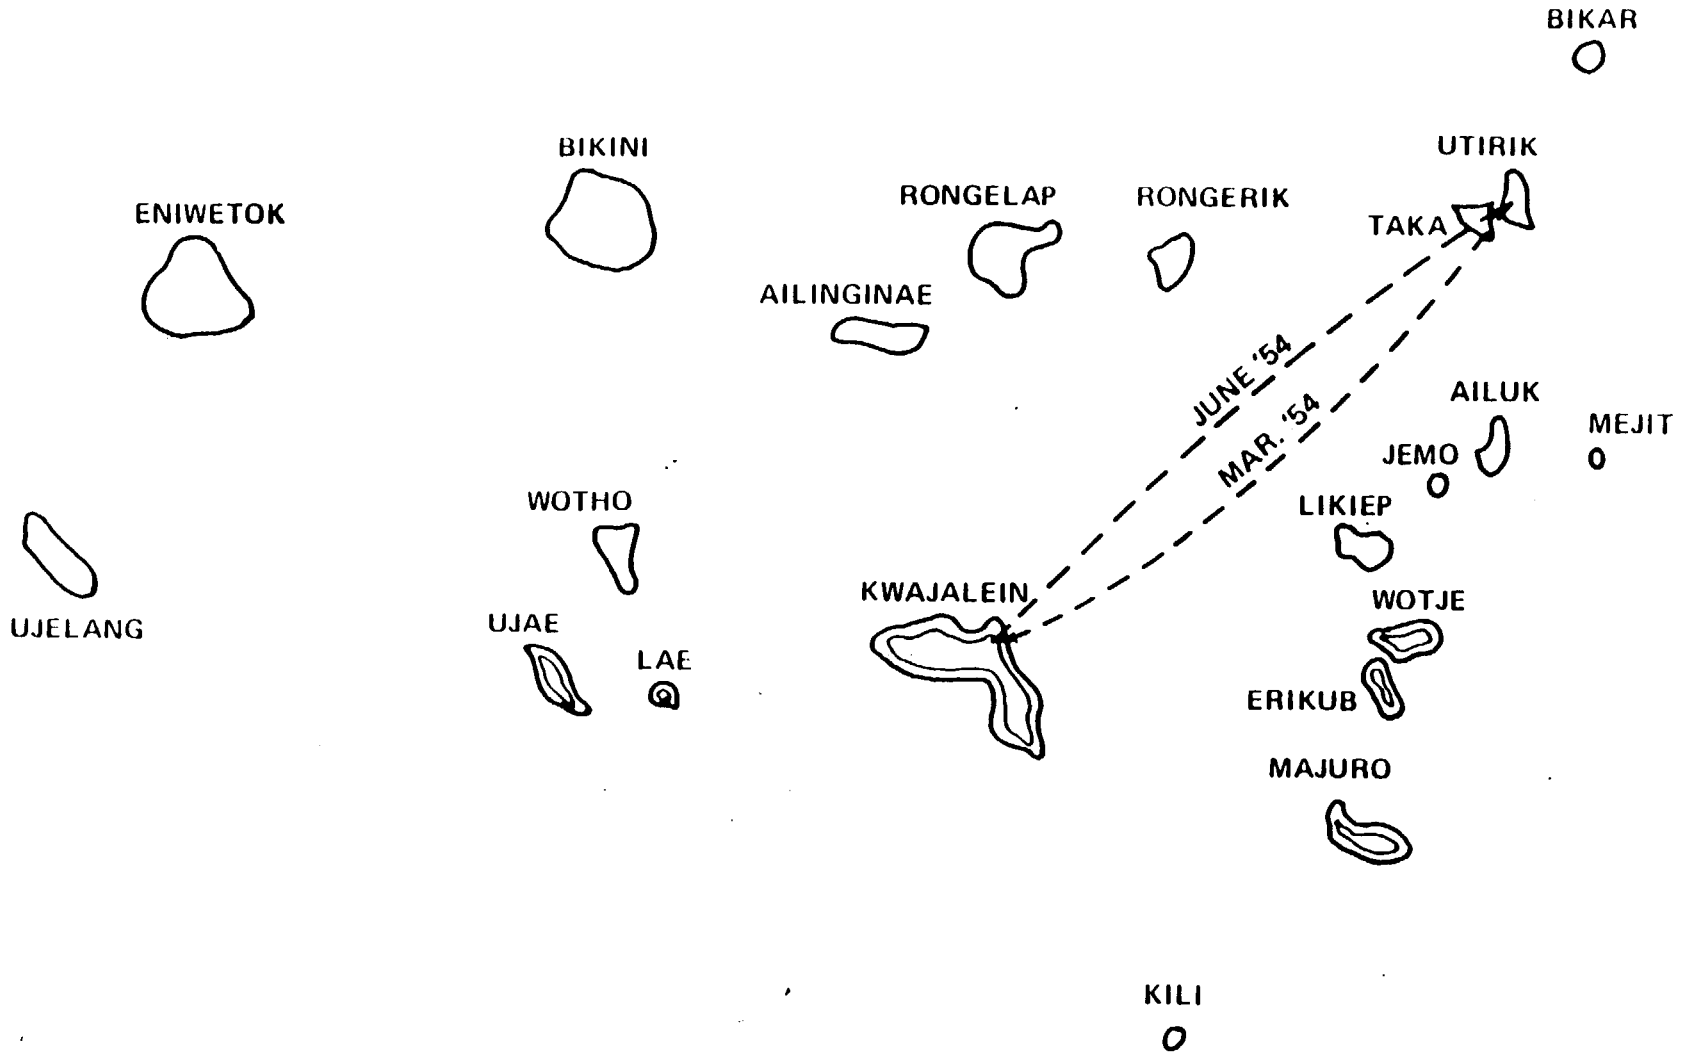 BIKAR
BIKINI
UTIRIK
RONGELAP
RONGERIK
ENIWETOK
TAKA
AILINGINAE
JUNE '54
AILUK
MAR. '54
MEJIT
JEMO
WOTHO
LIKIEP
KWAJALEIN
WOTJE
UJELANG
UJAE
LAE
ERIKUB
MAJURO
KILI